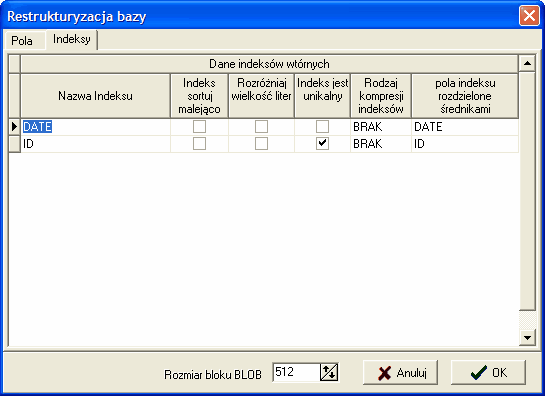 Restrukturyzacja bazy
Pola Indeksy
Dane indeksów wtórnych
Nazwa Indeksu
Indeks sortuj malejąco
Rozróżniaj wielkość liter
Indeks jest unikalny
Rodzaj kompresji indeksów
pola indeksu rozdzielone średnikami
DATE BRAK DATE
ID BRAK ID
Rozmiar bloku BLOB 512 Anuluj OK